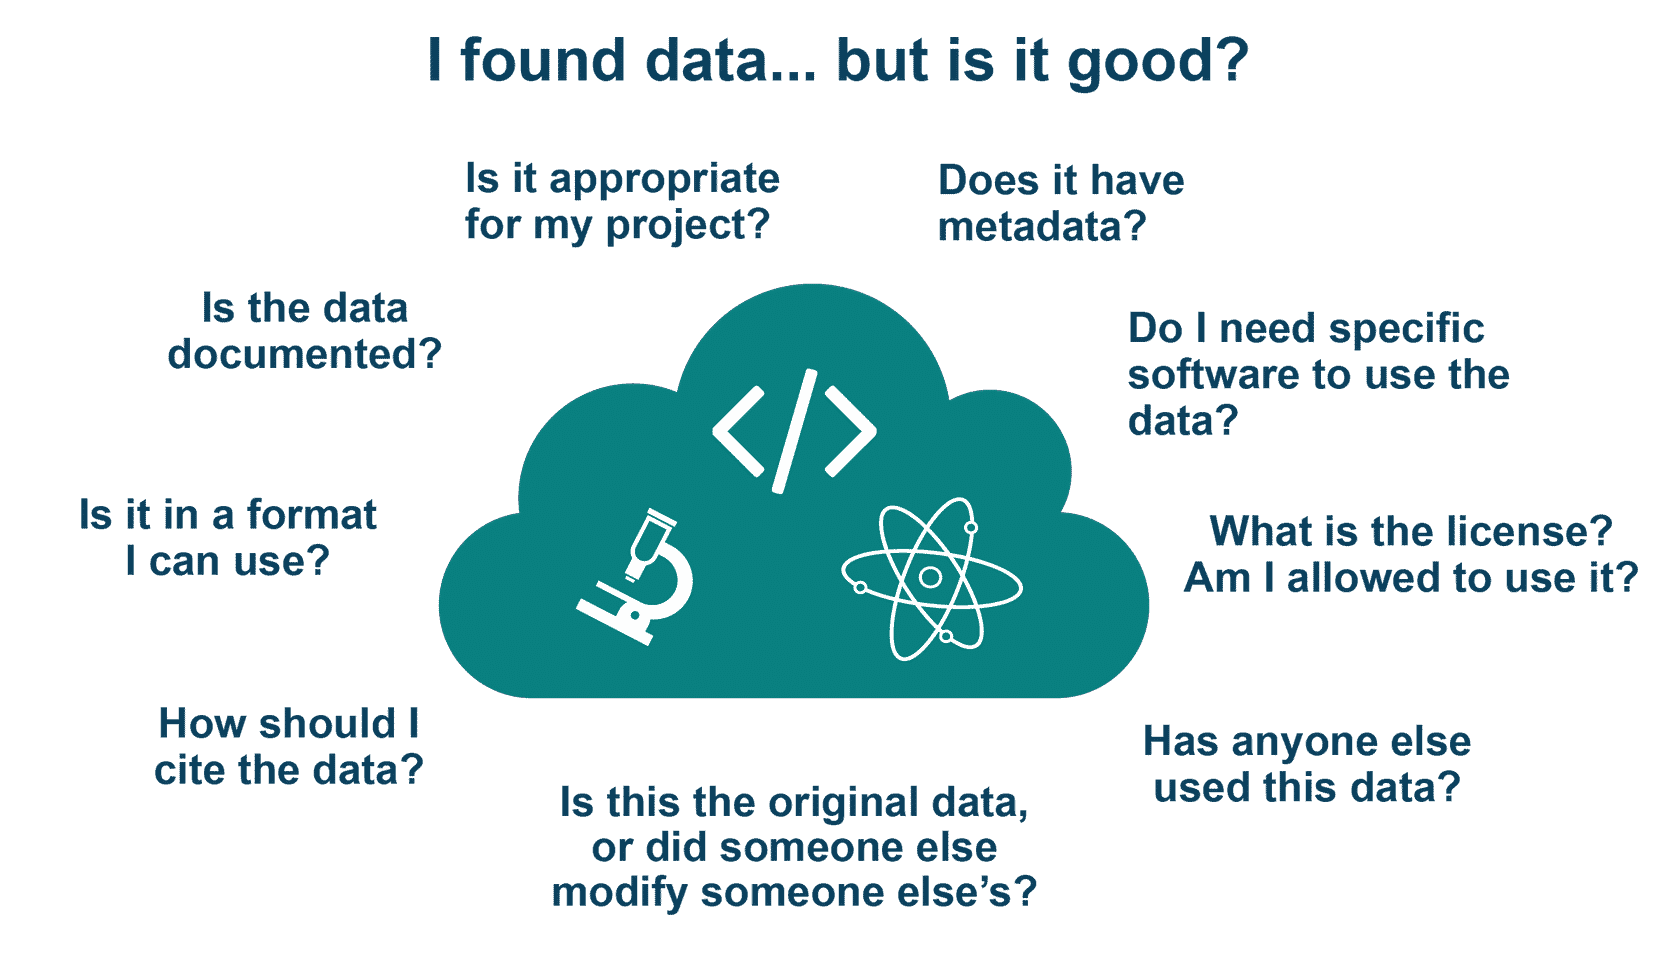 I found data... but is it good?
Is it appropriate
for my project?
Does it have
metadata?
Is the data
documented?
Do I need specific
software to use the
data?
Is it in a format
I can use?
What is the license?
Am I allowed to use it?
How should I
cite the data?
Has anyone else
used this data?
Is this the original data,
or did someone else
modify someone else’s?